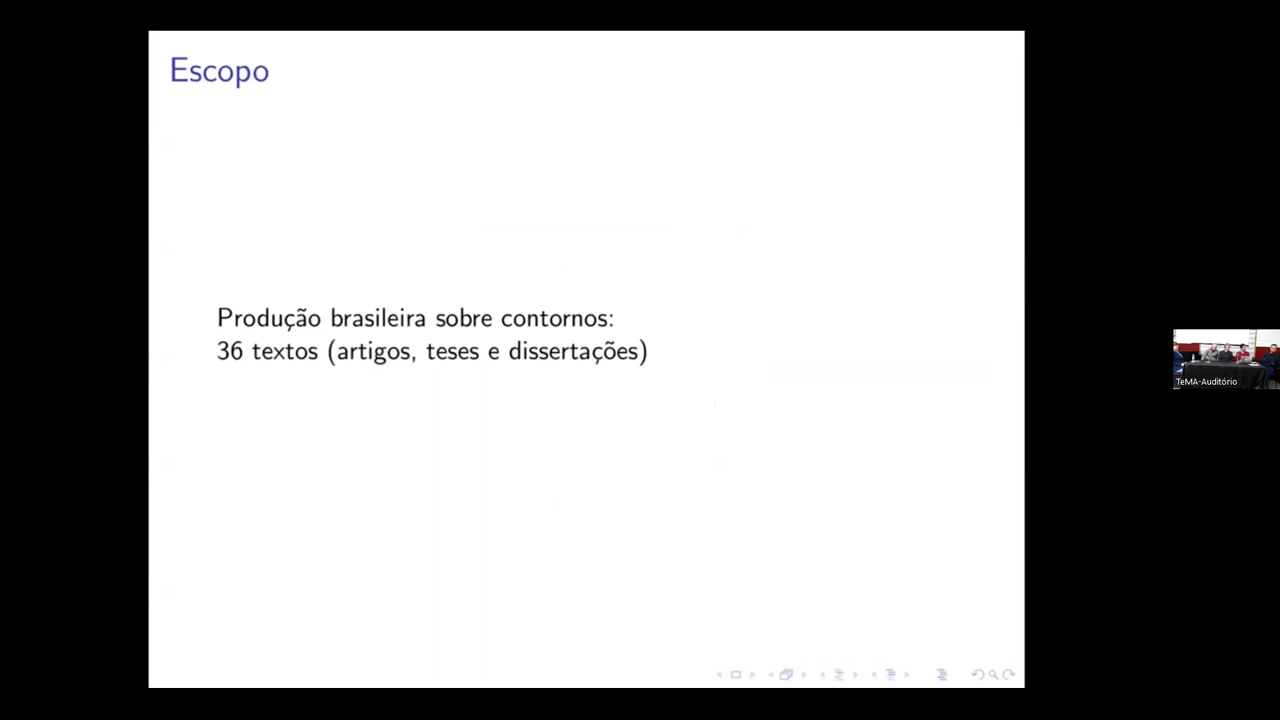 Escopo
Produção brasileira sobre contornos:
36 textos (artigos, teses e dissertações)
TeMA-Auditório